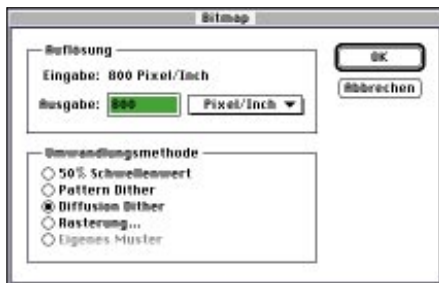 Bitmap
Auflösung
Eingabe: 800 Pixel/Inch
Ausgabe: 800 Pixel/Inch
OK
Abbrechen
Umwandlungsmethode
50% Schwellenwert
Pattern Dither
Diffusion Dither
Rasterung...
Eigenes Muster